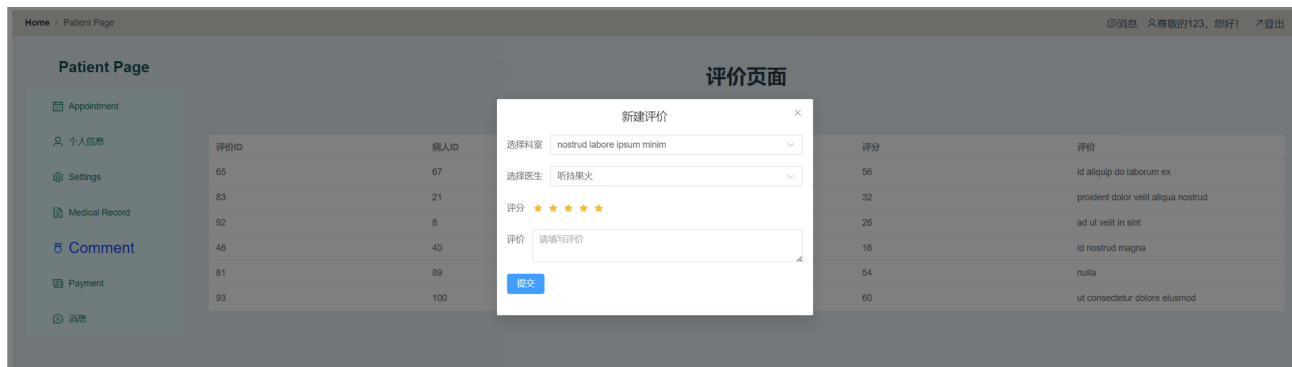 Home / Patient Page
消息 尊敬的123，您好! 登出
Patient Page
Appointment
个人信息
Settings
Medical Record
Comment
Payment
消息
评价页面
评价ID 病人ID 评分 评价
65 67 56 id aliquip do laborum ex
83 21 32 proident dolor velit aliqua nostrud
92 8 26 ad ut velit in sint
46 40 16 id nostrud magna
81 89 54 nulla
93 100 60 ut consectetur dolore eiusmod
新建评价
选择科室 nostrud labore ipsum minim
选择医生 听持果火
评分
评价 请填写评价
提交